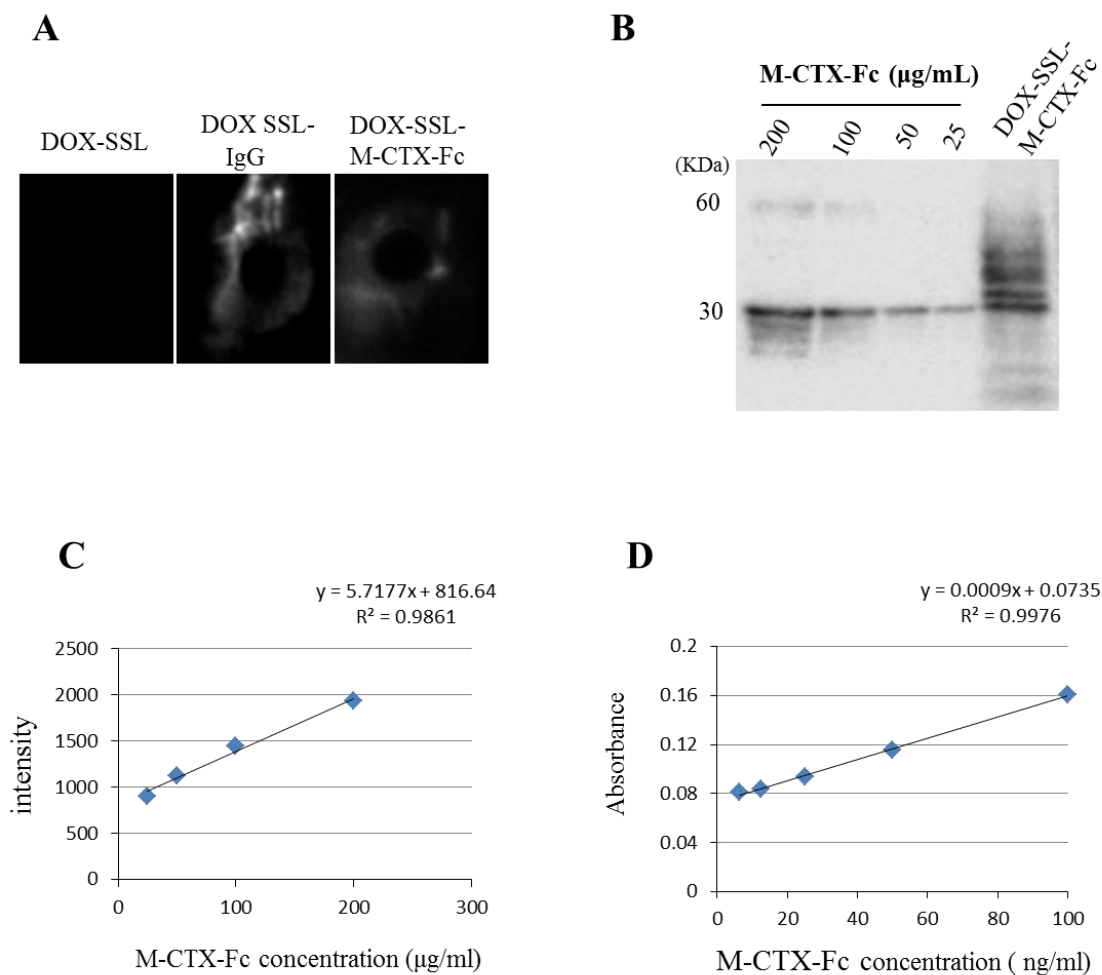 A
DOX-SSL
DOX SSL-
IgG
DOX-SSL-
M-CTX-Fc
B
M-CTX-Fc (μg/mL)
200
100
50
25
DOX-SSL-
M-CTX-Fc
(KDa)
60
30
C
y = 5.7177x + 816.64
R² = 0.9861
2500
2000
1500
1000
500
0
0 100 200 300
intensity
M-CTX-Fc concentration (μg/ml)
D
y = 0.0009x + 0.0735
R² = 0.9976
0.2
0.16
0.12
0.08
0.04
0
0 20 40 60 80 100
Absorbance
M-CTX-Fc concentration ( ng/ml)